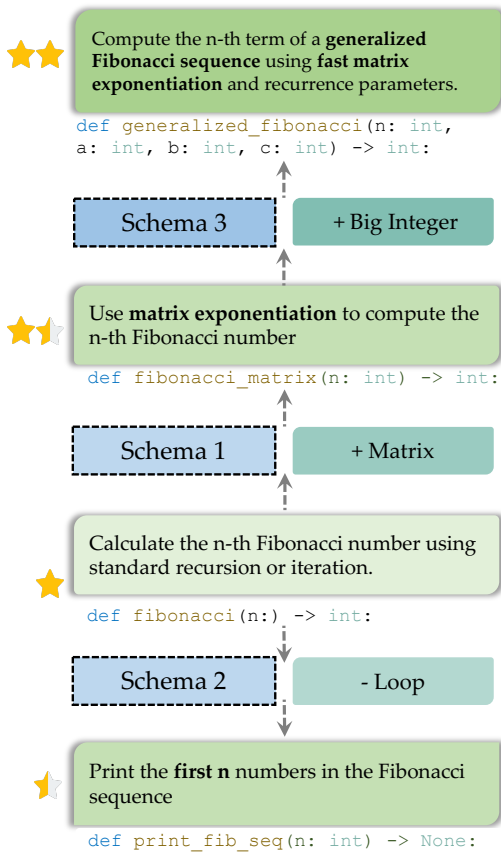 Compute the n-th term of a generalized
Fibonacci sequence using fast matrix
exponentiation and recurrence parameters.
def generalized_fibonacci(n: int,
a: int, b: int, c: int) -> int:
Schema 3
+ Big Integer
Use matrix exponentiation to compute the
n-th Fibonacci number
def fibonacci_matrix(n: int) -> int:
Schema 1
+ Matrix
Calculate the n-th Fibonacci number using
standard recursion or iteration.
def fibonacci(n:) -> int:
Schema 2
- Loop
Print the first n numbers in the Fibonacci
sequence
def print_fib_seq(n: int) -> None: